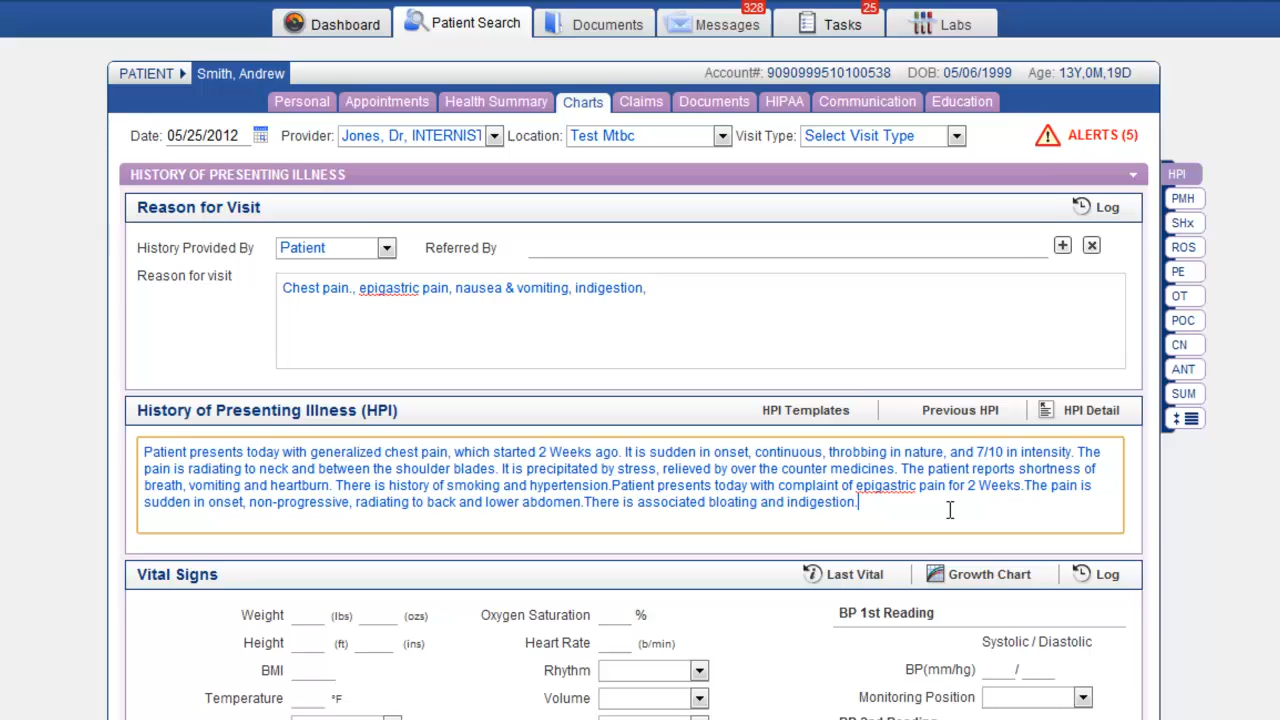 Dashboard Patient Search Documents Messages 328 Tasks 25 Labs
PATIENT Smith, Andrew Account#: 9090999510100538 DOB: 05/06/1999 Age: 13Y,0M,19D
Personal Appointments Health Summary Charts Claims Documents HIPAA Communication Education
Date: 05/25/2012 Provider: Jones, Dr, INTERNIST Location: Test Mtbc Visit Type: Select Visit Type ALERTS (5)
HISTORY OF PRESENTING ILLNESS
HPI
PMH
SHx
ROS
PE
OT
POC
CN
ANT
SUM
Reason for Visit Log
History Provided By Patient Referred By
Reason for visit
Chest pain., epigastric pain, nausea & vomiting, indigestion,
History of Presenting Illness (HPI) HPI Templates Previous HPI HPI Detail
Patient presents today with generalized chest pain, which started 2 Weeks ago. It is sudden in onset, continuous, throbbing in nature, and 7/10 in intensity. The
pain is radiating to neck and between the shoulder blades. It is precipitated by stress, relieved by over the counter medicines. The patient reports shortness of
breath, vomiting and heartburn. There is history of smoking and hypertension.Patient presents today with complaint of epigastric pain for 2 Weeks.The pain is
sudden in onset, non-progressive, radiating to back and lower abdomen.There is associated bloating and indigestion.
Vital Signs Last Vital Growth Chart Log
Weight (lbs) (ozs) Oxygen Saturation % BP 1st Reading
Height (ft) (ins) Heart Rate (b/min) Systolic / Diastolic
BMI Rhythm BP(mm/hg) /
Temperature °F Volume Monitoring Position